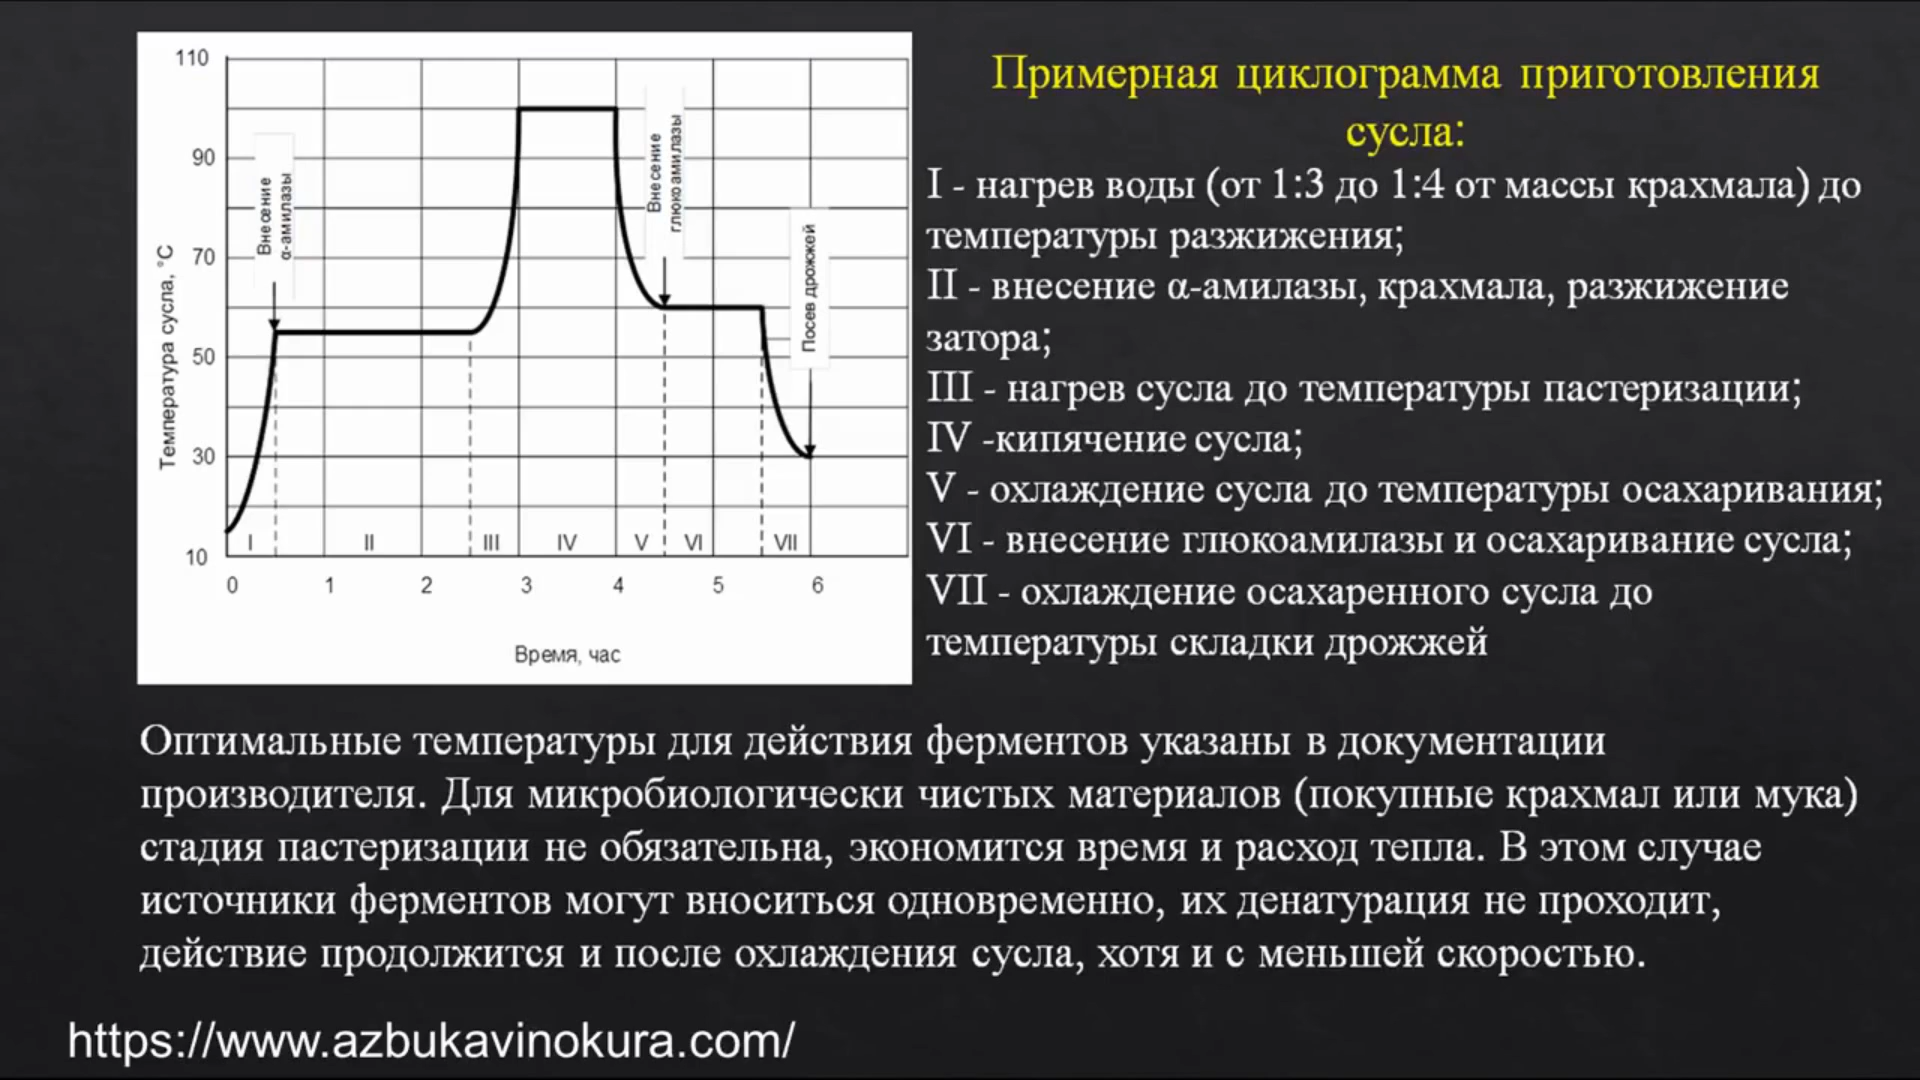 110
90
70
50
30
10
Температура сусла, °С
Внесение
α-амилазы
Внесение
глюкоамилазы
Посев дрожжей
I II III IV V VI VII
0 1 2 3 4 5 6
Время, час
Примерная циклограмма приготовления
сусла:
I - нагрев воды (от 1:3 до 1:4 от массы крахмала) до
температуры разжижения;
II - внесение α-амилазы, крахмала, разжижение
затора;
III - нагрев сусла до температуры пастеризации;
IV -кипячение сусла;
V - охлаждение сусла до температуры осахаривания;
VI - внесение глюкоамилазы и осахаривание сусла;
VII - охлаждение осахаренного сусла до
температуры складки дрожжей
Оптимальные температуры для действия ферментов указаны в документации
производителя. Для микробиологически чистых материалов (покупные крахмал или мука)
стадия пастеризации не обязательна, экономится время и расход тепла. В этом случае
источники ферментов могут вноситься одновременно, их денатурация не проходит,
действие продолжится и после охлаждения сусла, хотя и с меньшей скоростью.
https://www.azbukavinokura.com/